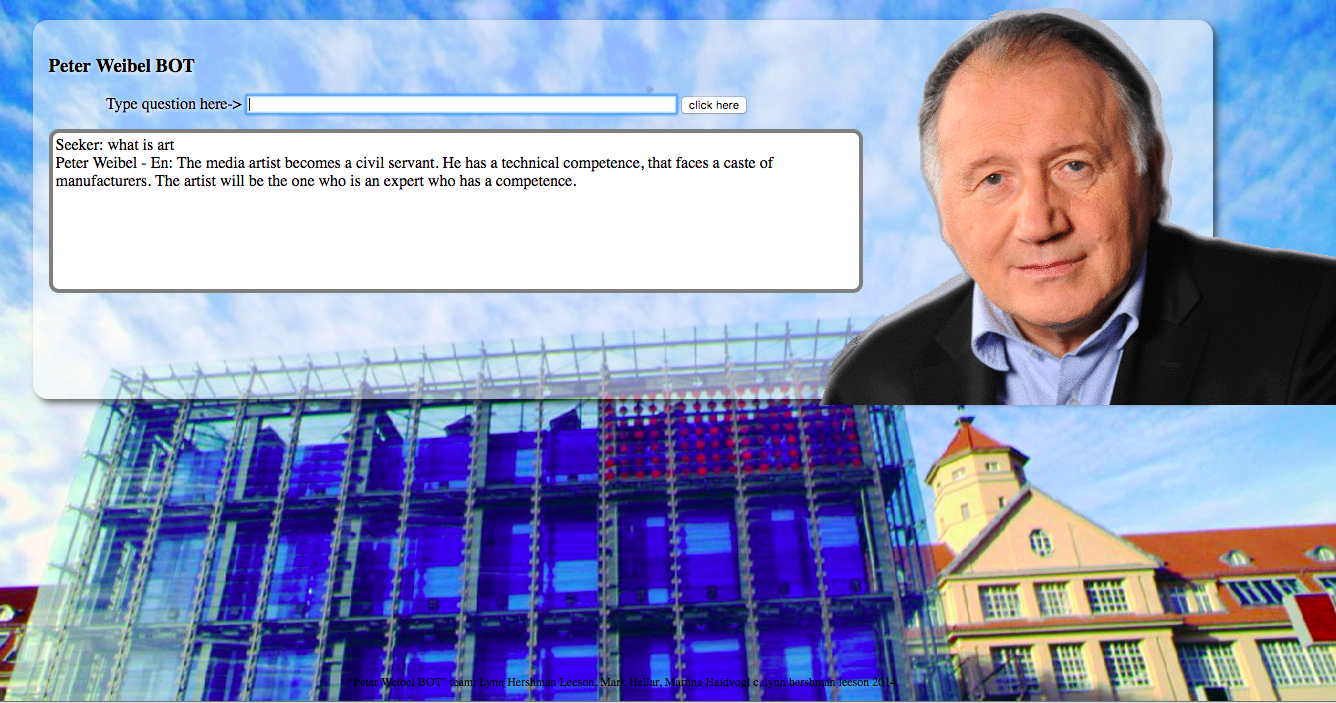 Peter Weibel BOT
Type question here-> click here
Seeker: what is art
Peter Weibel - En: The media artist becomes a civil servant. He has a technical competence, that faces a caste of
manufacturers. The artist will be the one who is an expert who has a competence.
"Peter Weibel BOT" team: Lynn Hershman Leeson, Mark Hellar, Martina Haidvogl c. lynn hershman leeson 2014